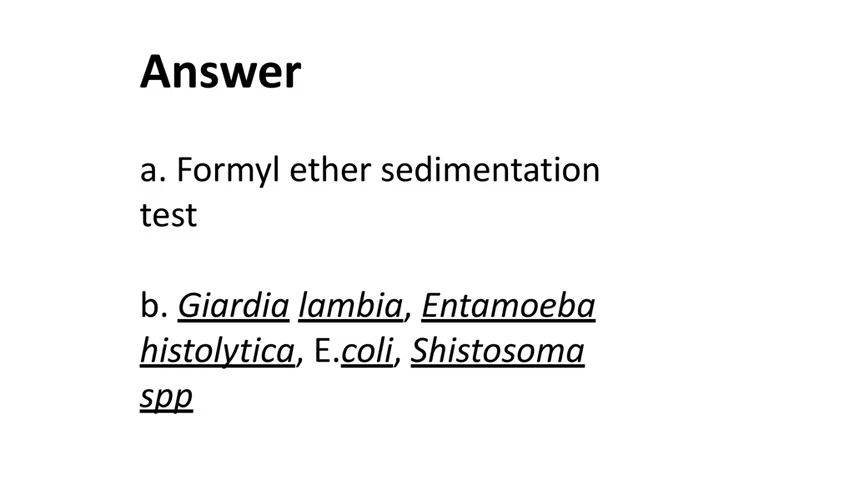 Answer
a. Formyl ether sedimentation
test
b. Giardia lambia, Entamoeba
histolytica, E.coli, Shistosoma
spp